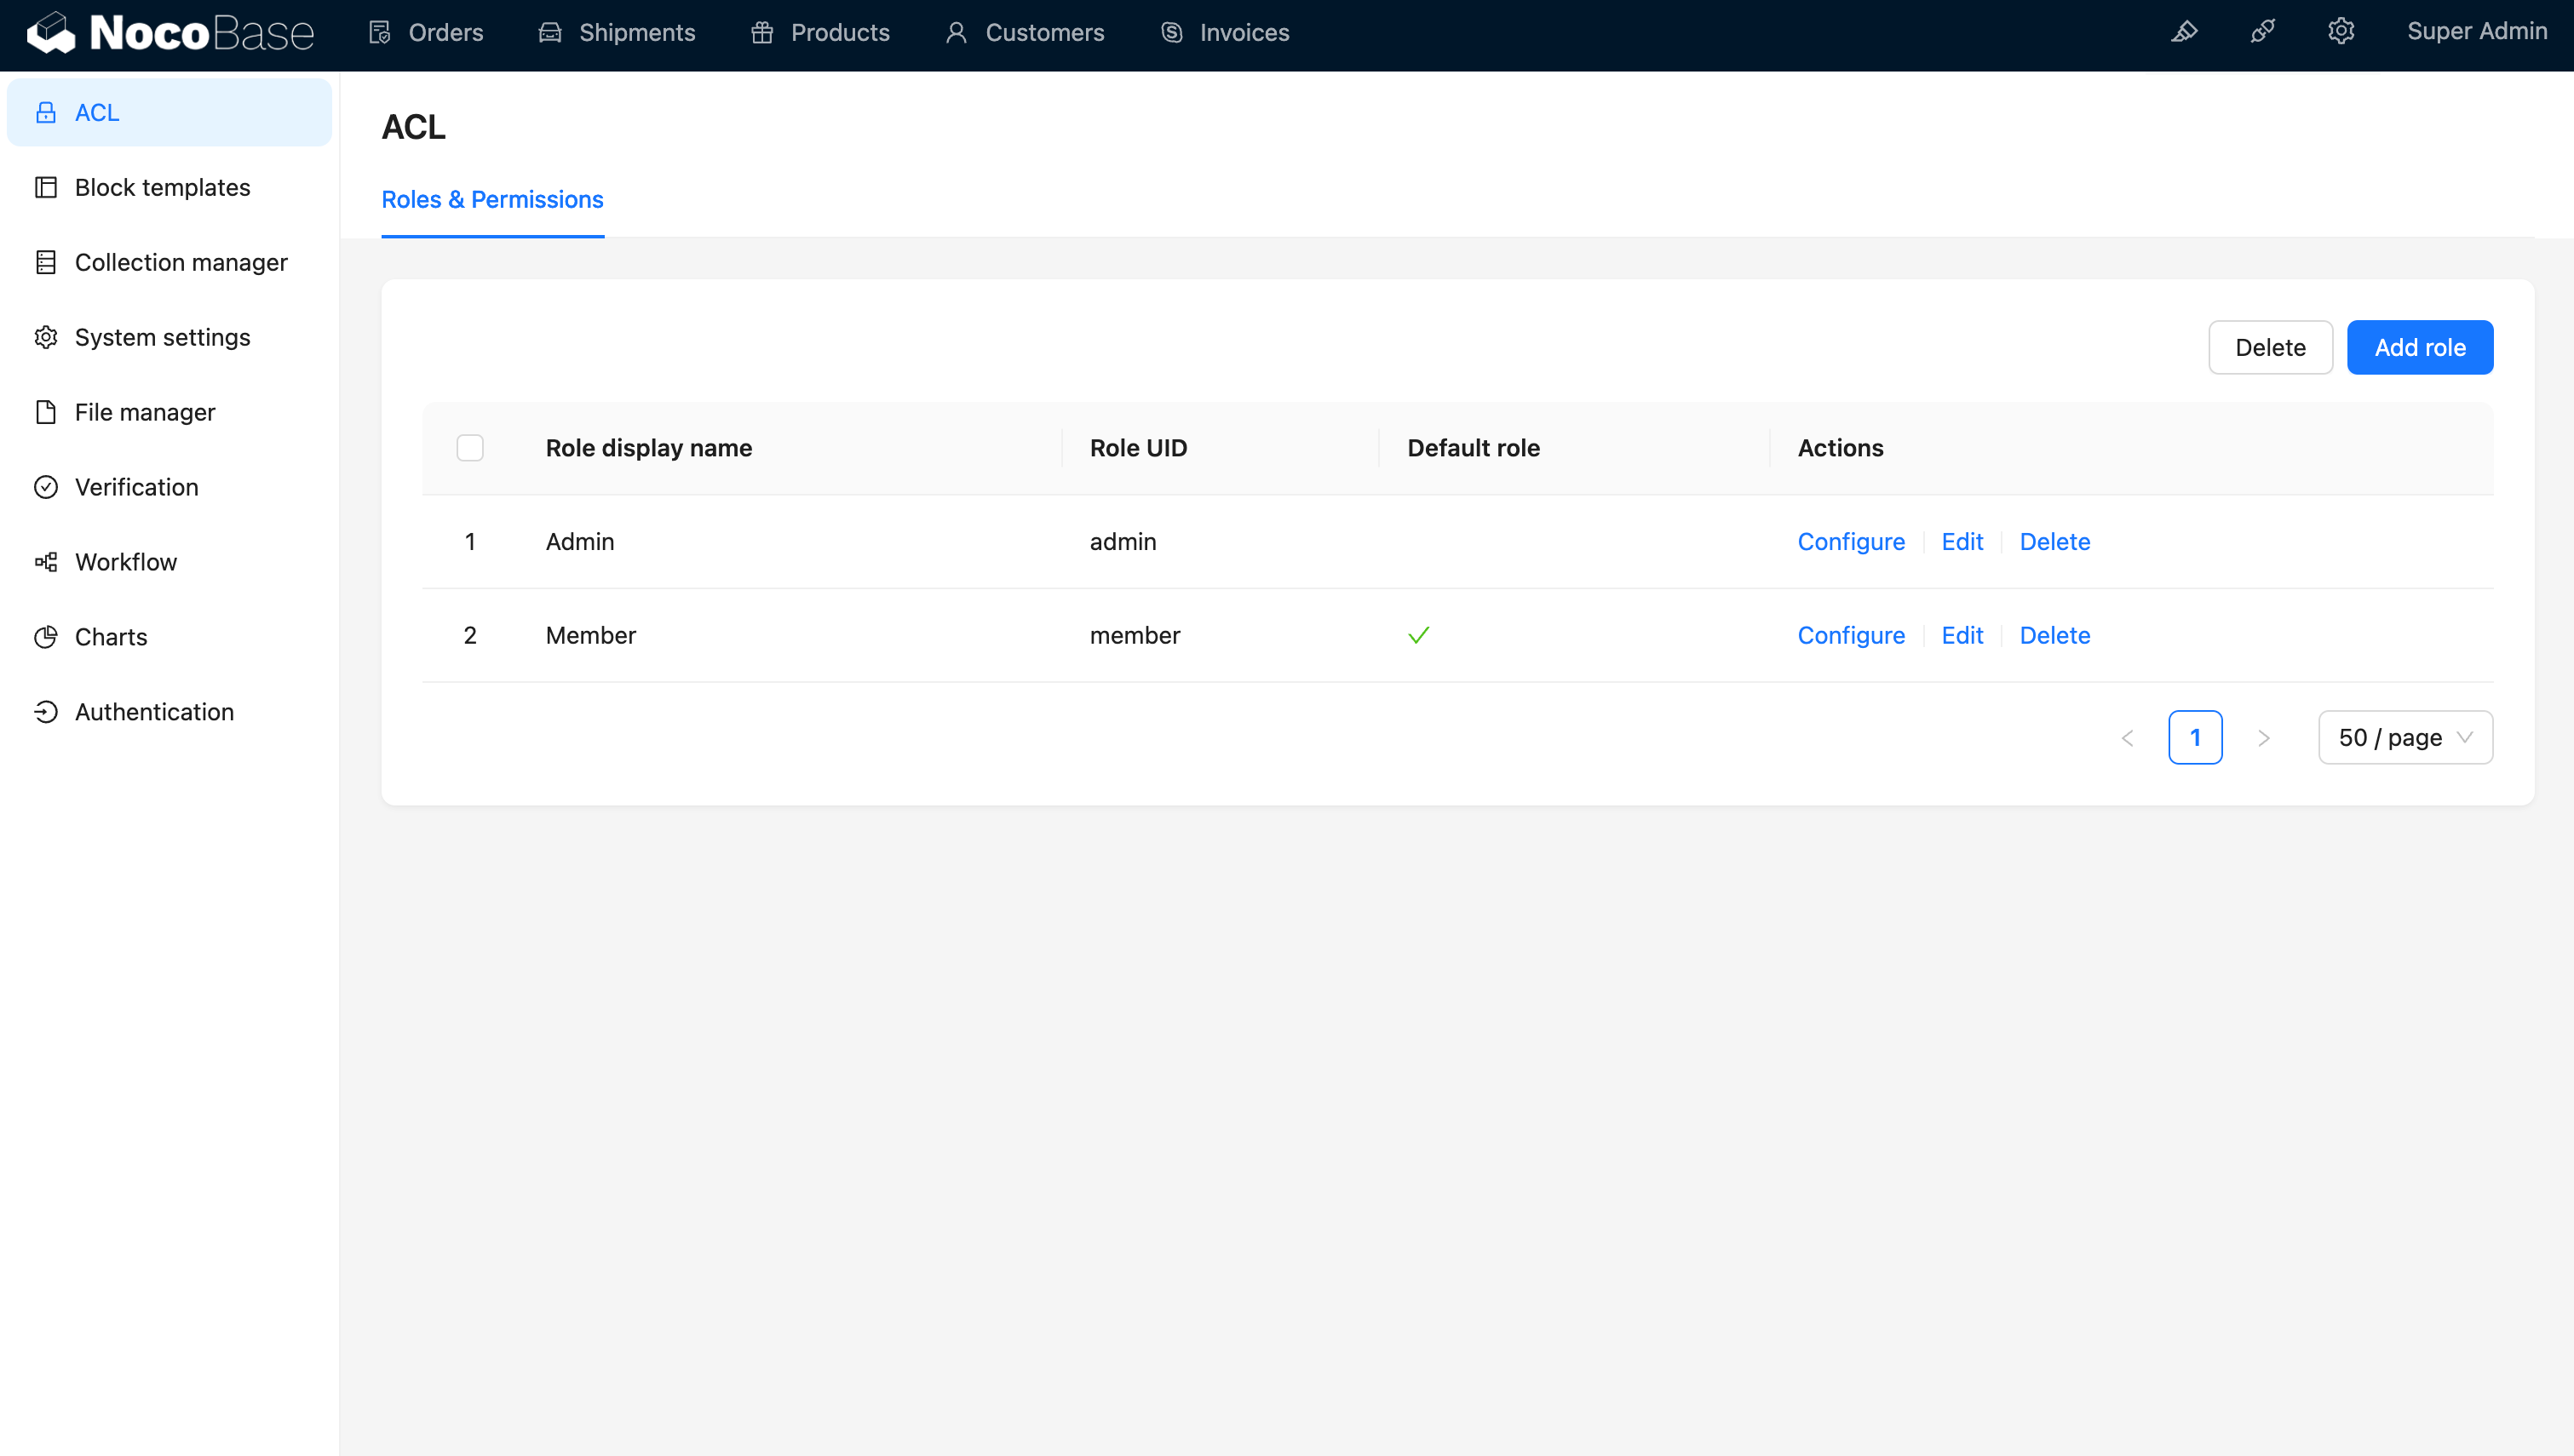 NocoBase Orders Shipments Products Customers Invoices Super Admin
ACL
Block templates
Collection manager
System settings
File manager
Verification
Workflow
Charts
Authentication
ACL
Roles & Permissions
Delete Add role
Role display name Role UID Default role Actions
1 Admin admin Configure Edit Delete
2 Member member Configure Edit Delete
1 50 / page